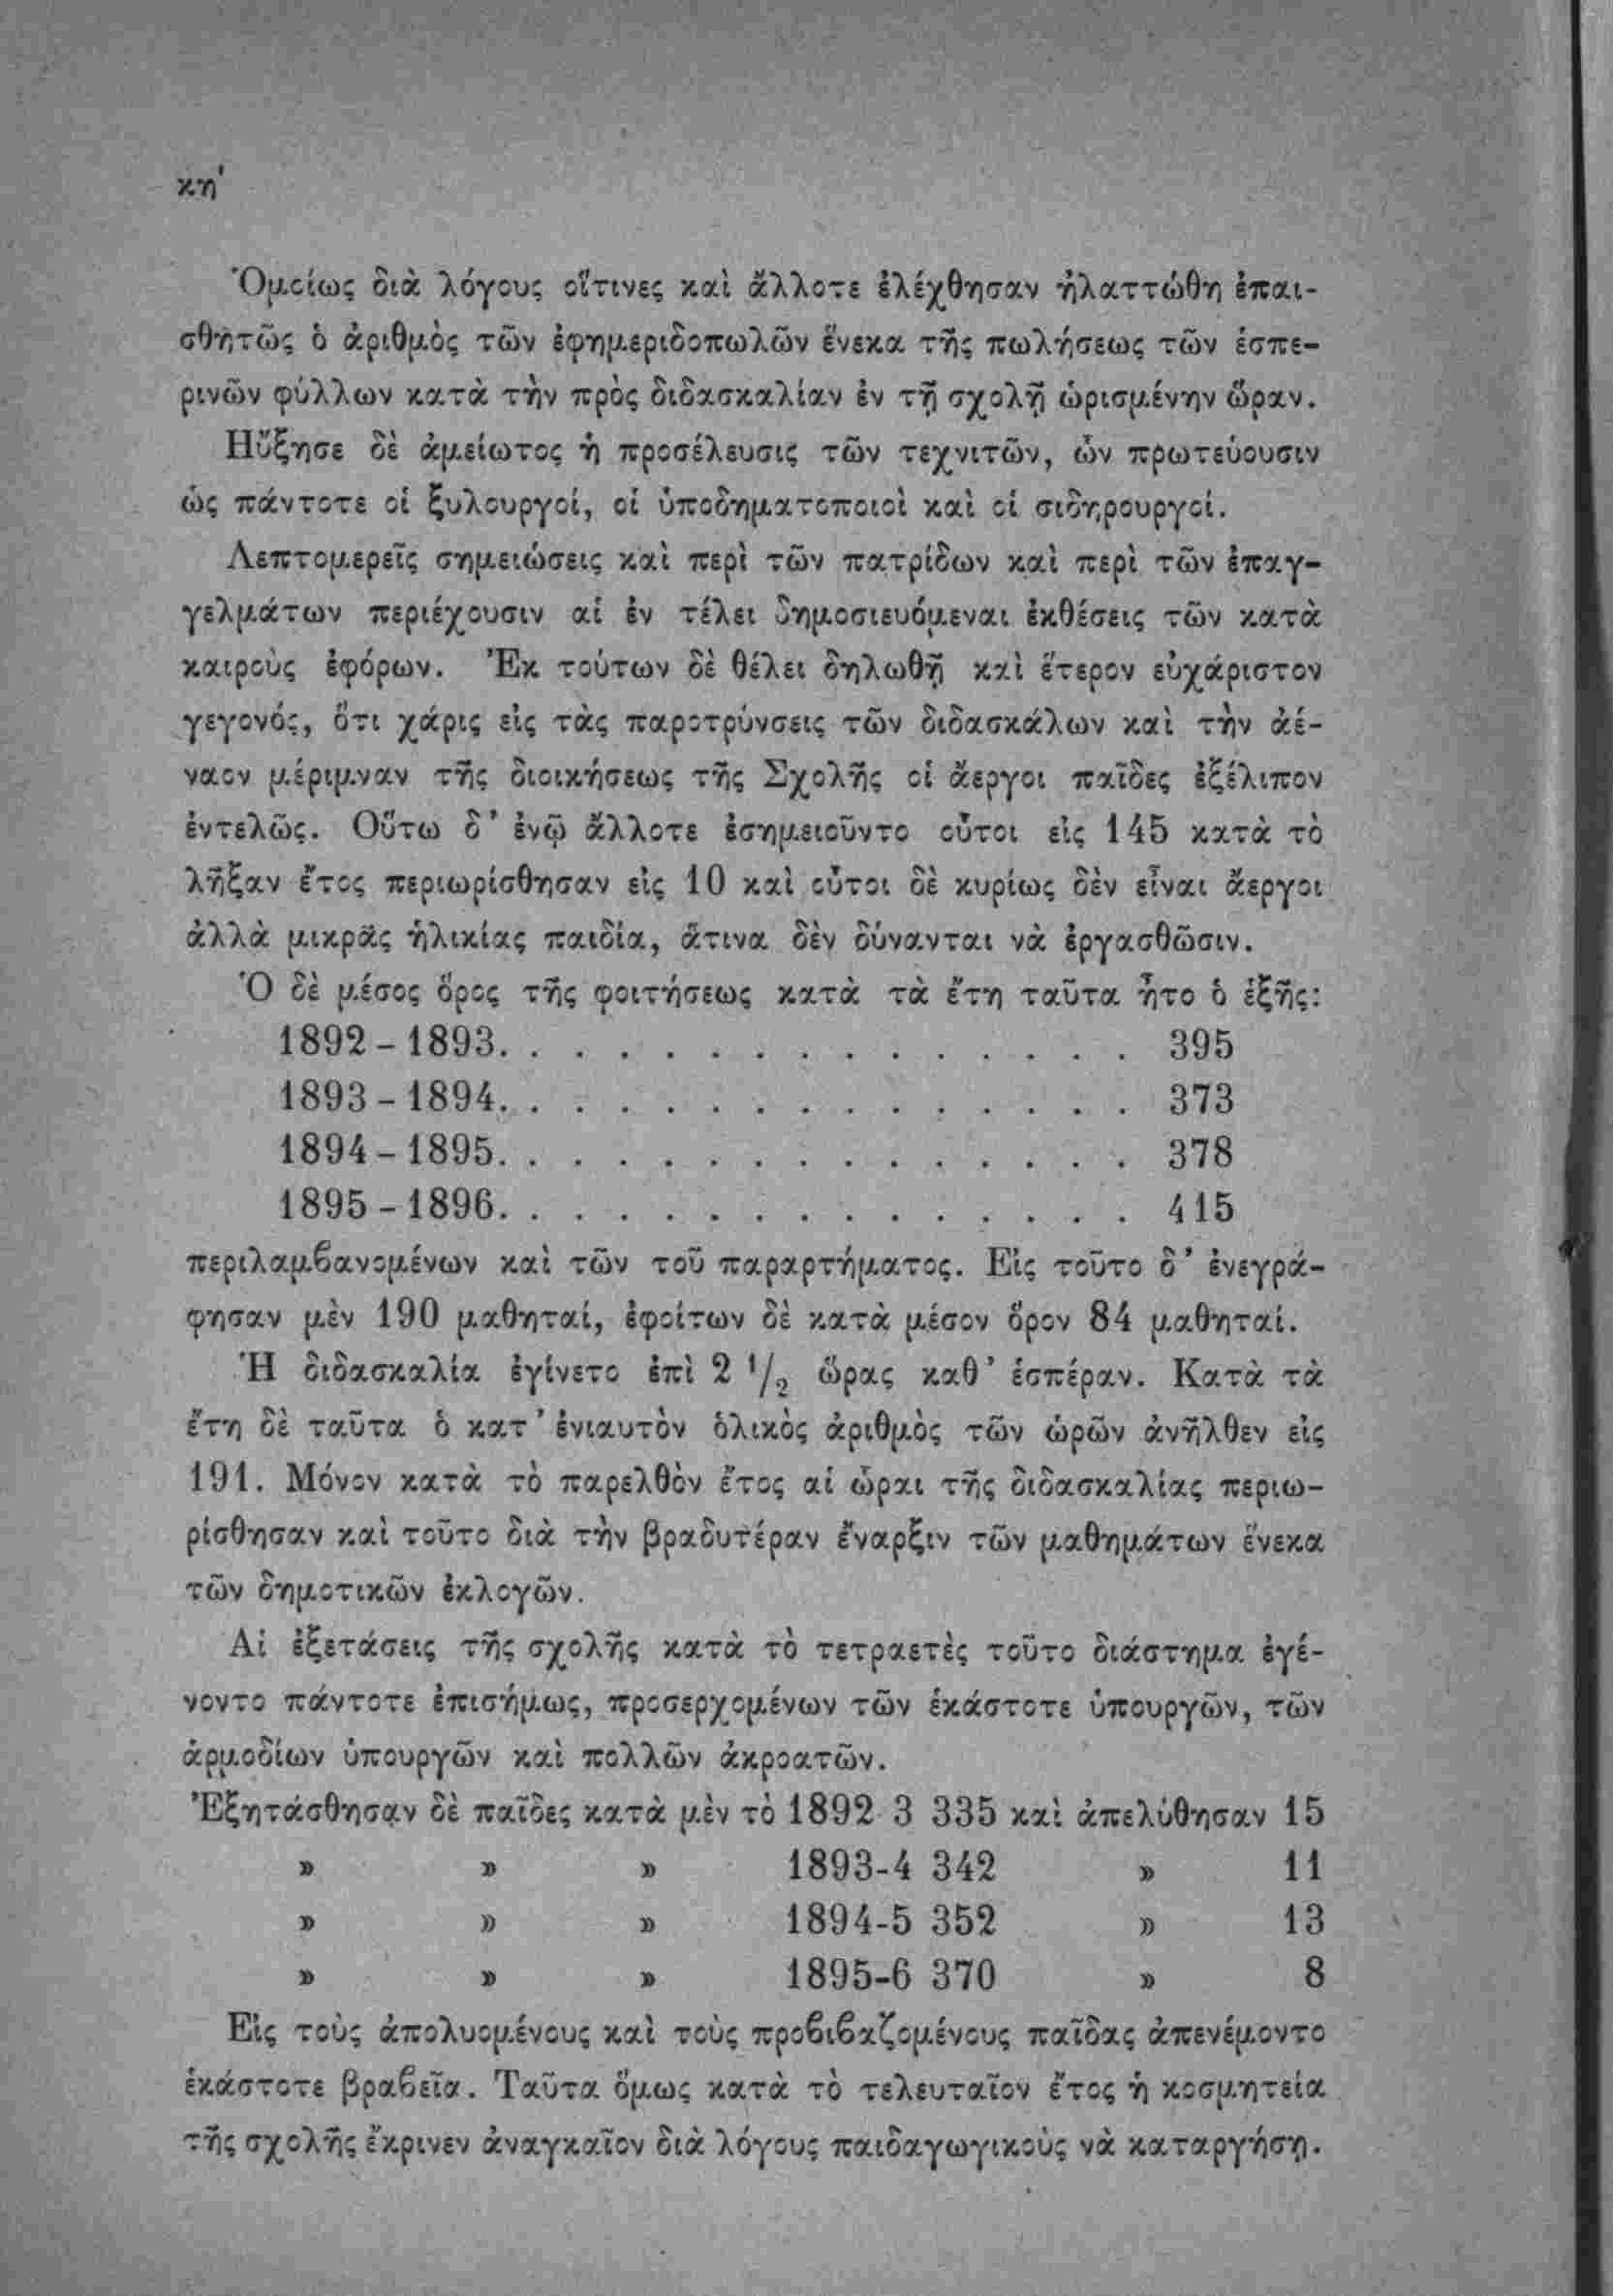 κη'
Ὁμοίως διὰ λόγους οἵτινες καὶ ἄλλοτε ἐλέχθησαν ἠλαττώθη ἐπαι-
σθητῶς ὁ ἀριθμὸς τῶν ἐφημεριδοπωλῶν ἕνεκα τῆς πωλήσεως τῶν ἑσπε-
ρινῶν φύλλων κατὰ τὴν πρὸς διδασκαλίαν ἐν τῇ σχολῇ ὡρισμένην ὥραν.
Ηὔξησε δὲ ἀμείωτος ἡ προσέλευσις τῶν τεχνιτῶν, ὧν πρωτεύουσιν
ὡς πάντοτε οἱ ξυλουργοί, οἱ ὑποδηματοποιοὶ καὶ οἱ σιδηρουργοί.
Λεπτομερεῖς σημειώσεις καὶ περὶ τῶν πατρίδων καὶ περὶ τῶν ἐπαγ-
γελμάτων περιέχουσιν αἱ ἐν τέλει δημοσιευόμεναι ἐκθέσεις τῶν κατὰ
καιροὺς ἐφόρων. Ἐκ τούτων δὲ θέλει δηλωθῆ καὶ ἕτερον εὐχάριστον
γεγονός, ὅτι χάρις εἰς τὰς παροτρύνσεις τῶν διδασκάλων καὶ τὴν ἀέ-
ναον μέριμναν τῆς διοικήσεως τῆς Σχολῆς οἱ ἄεργοι παῖδες ἐξέλιπον
ἐντελῶς. Οὕτω δ' ἐνῷ ἄλλοτε ἐσημειοῦντο οὗτοι εἰς 145 κατὰ τὸ
λῆξαν ἔτος περιωρίσθησαν εἰς 10 καὶ οὗτοι δὲ κυρίως δὲν εἶναι ἄεργοι
ἀλλὰ μικρᾶς ἡλικίας παιδία, ἅτινα δὲν δύνανται νὰ ἐργασθῶσιν.
Ὁ δὲ μέσος ὅρος τῆς φοιτήσεως κατὰ τὰ ἔτη ταῦτα ἦτο ὁ ἑξῆς:
1892 - 1893. . . . . . . . . . . . . . . 395
1893 - 1894. . . . . . . . . . . . . . . 373
1894 - 1895. . . . . . . . . . . . . . . 378
1895 - 1896. . . . . . . . . . . . . . . 415
περιλαμβανομένων καὶ τῶν τοῦ παραρτήματος. Εἰς τοῦτο δ' ἐνεγρά-
φησαν μὲν 190 μαθηταί, ἐφοίτων δὲ κατὰ μέσον ὅρον 84 μαθηταί.
Ἡ διδασκαλία ἐγίνετο ἐπὶ 2 1/2 ὥρας καθ' ἑσπέραν. Κατὰ τὰ
ἔτη δὲ ταῦτα ὁ κατ' ἐνιαυτὸν ὁλικὸς ἀριθμὸς τῶν ὡρῶν ἀνῆλθεν εἰς
191. Μόνον κατὰ τὸ παρελθὸν ἔτος αἱ ὧραι τῆς διδασκαλίας περιω-
ρίσθησαν καὶ τοῦτο διὰ τὴν βραδυτέραν ἔναρξιν τῶν μαθημάτων ἕνεκα
τῶν δημοτικῶν ἐκλογῶν.
Αἱ ἐξετάσεις τῆς σχολῆς κατὰ τὸ τετραετὲς τοῦτο διάστημα ἐγέ-
νοντο πάντοτε ἐπισήμως, προσερχομένων τῶν ἑκάστοτε ὑπουργῶν, τῶν
ἁρμοδίων ὑπουργῶν καὶ πολλῶν ἀκροατῶν.
Ἐξητάσθησαν δὲ παῖδες κατὰ μὲν τὸ 1892 3 335 καὶ ἀπελύθησαν 15
» » » 1893-4 342 » 11
» » » 1894-5 352 » 13
» » » 1895-6 370 » 8
Εἰς τοὺς ἀπολυομένους καὶ τοὺς προβιβαζομένους παῖδας ἀπενέμοντο
ἑκάστοτε βραβεῖα. Ταῦτα ὅμως κατὰ τὸ τελευταῖον ἔτος ἡ κοσμητεία
τῆς σχολῆς ἔκρινεν ἀναγκαῖον διὰ λόγους παιδαγωγικοὺς νὰ καταργήσῃ.